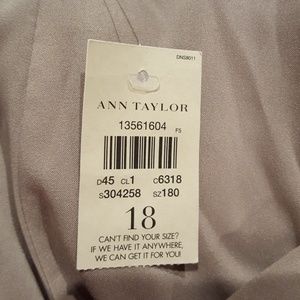 DNS8011
ANN TAYLOR
13561604 F5
D45 CL1 C6318
S304258 SZ180
18
CAN'T FIND YOUR SIZE?
IF WE HAVE IT ANYWHERE,
WE CAN GET IT FOR YOU!